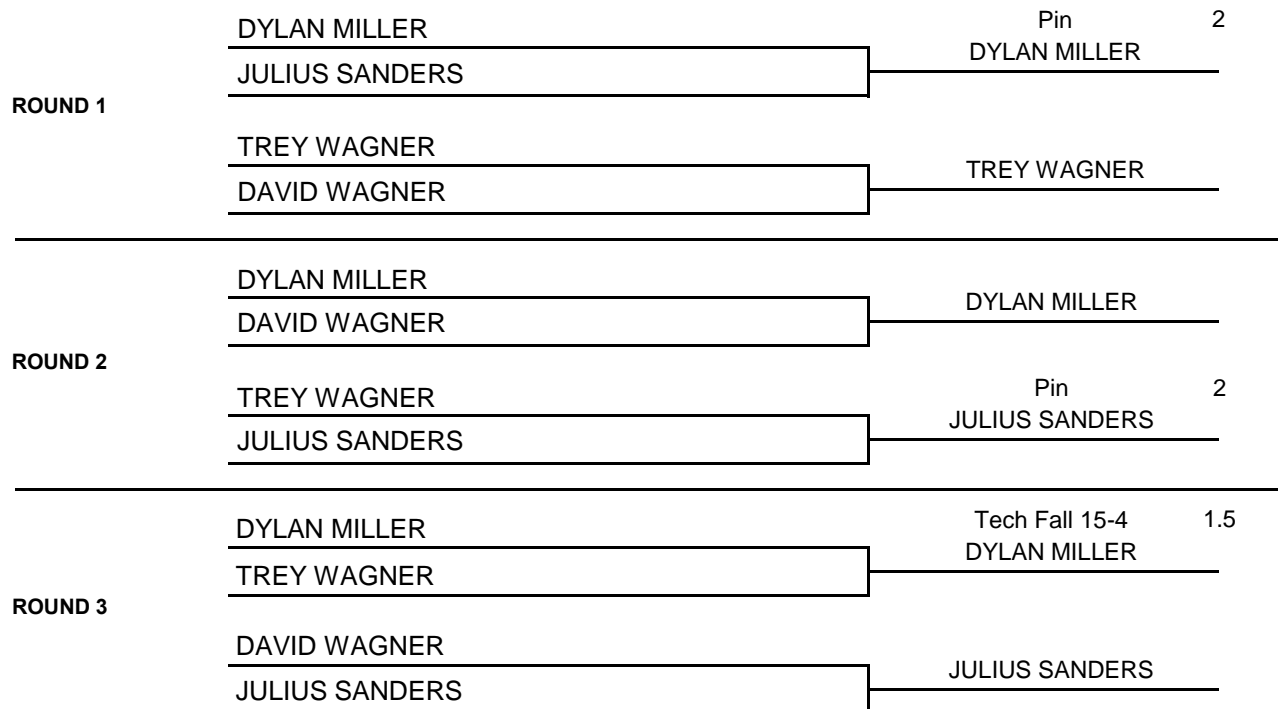 DYLAN MILLER
Pin 2
DYLAN MILLER
JULIUS SANDERS
ROUND 1
TREY WAGNER
TREY WAGNER
DAVID WAGNER
DYLAN MILLER
DYLAN MILLER
DAVID WAGNER
ROUND 2
TREY WAGNER
Pin 2
JULIUS SANDERS
JULIUS SANDERS
DYLAN MILLER
Tech Fall 15-4 1.5
DYLAN MILLER
TREY WAGNER
ROUND 3
DAVID WAGNER
JULIUS SANDERS
JULIUS SANDERS